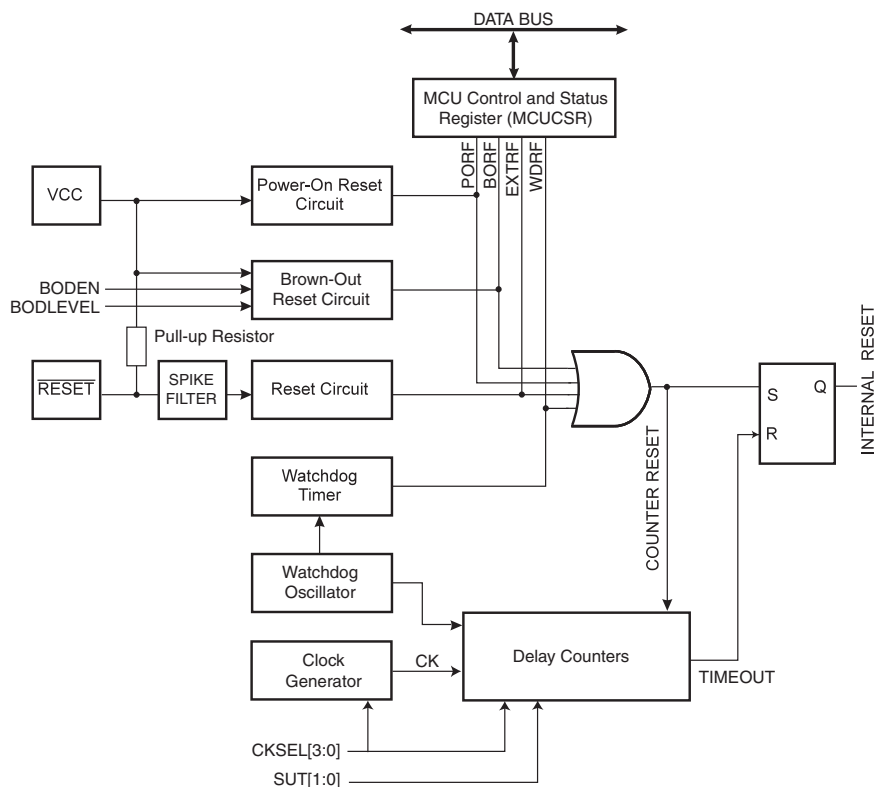 DATA BUS
MCU Control and Status
Register (MCUCSR)
PORF
BORF
EXTRF
WDRF
VCC
Power-On Reset
Circuit
BODEN
BODLEVEL
Brown-Out
Reset Circuit
Pull-up Resistor
RESET
SPIKE
FILTER
Reset Circuit
S
Q
R
INTERNAL RESET
Watchdog
Timer
COUNTER RESET
Watchdog
Oscillator
Clock
Generator
CK
Delay Counters
TIMEOUT
CKSEL[3:0]
SUT[1:0]